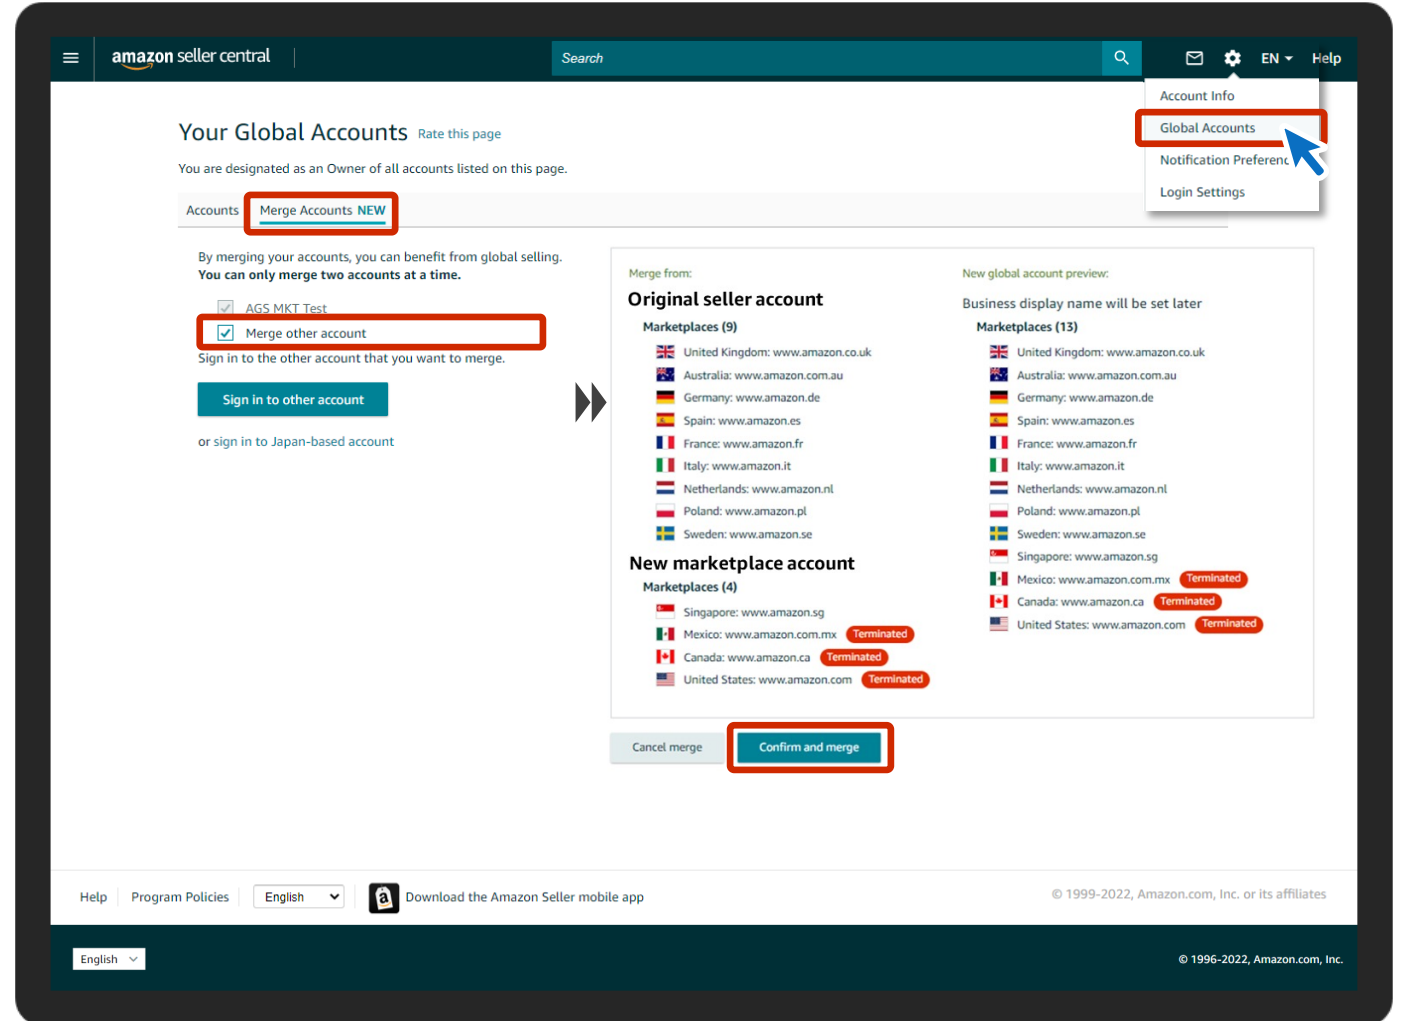 amazon seller central
Search
EN
Help
Account Info
Global Accounts
Notification Preferenc
Login Settings
Your Global Accounts Rate this page
You are designated as an Owner of all accounts listed on this page.
Accounts
Merge Accounts NEW
By merging your accounts, you can benefit from global selling.
You can only merge two accounts at a time.
AGS MKT Test
Merge other account
Sign in to the other account that you want to merge.
Sign in to other account
or sign in to Japan-based account
Merge from:
Original seller account
Marketplaces (9)
United Kingdom: www.amazon.co.uk
Australia: www.amazon.com.au
Germany: www.amazon.de
Spain: www.amazon.es
France: www.amazon.fr
Italy: www.amazon.it
Netherlands: www.amazon.nl
Poland: www.amazon.pl
Sweden: www.amazon.se
New marketplace account
Marketplaces (4)
Singapore: www.amazon.sg
Mexico: www.amazon.com.mx Terminated
Canada: www.amazon.ca Terminated
United States: www.amazon.com Terminated
New global account preview:
Business display name will be set later
Marketplaces (13)
United Kingdom: www.amazon.co.uk
Australia: www.amazon.com.au
Germany: www.amazon.de
Spain: www.amazon.es
France: www.amazon.fr
Italy: www.amazon.it
Netherlands: www.amazon.nl
Poland: www.amazon.pl
Sweden: www.amazon.se
Singapore: www.amazon.sg
Mexico: www.amazon.com.mx Terminated
Canada: www.amazon.ca Terminated
United States: www.amazon.com Terminated
Cancel merge
Confirm and merge
Help
Program Policies
English
a
Download the Amazon Seller mobile app
© 1999-2022, Amazon.com, Inc. or its affiliates
English
© 1996-2022, Amazon.com, Inc.